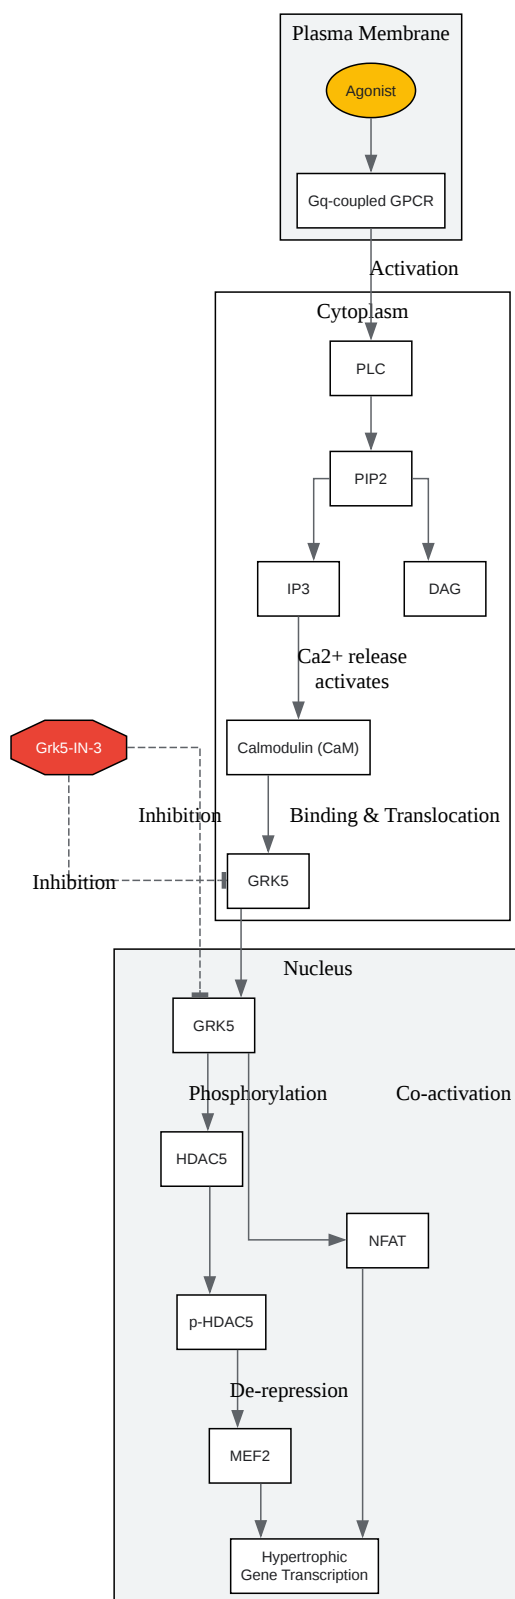 Plasma Membrane
Agonist
Gq-coupled GPCR
Activation
Cytoplasm
PLC
PIP2
IP3
DAG
Ca2+ release
activates
Grk5-IN-3
Calmodulin (CaM)
Inhibition
Binding & Translocation
Inhibition
GRK5
Nucleus
GRK5
Phosphorylation
Co-activation
HDAC5
NFAT
p-HDAC5
De-repression
MEF2
Hypertrophic
Gene Transcription